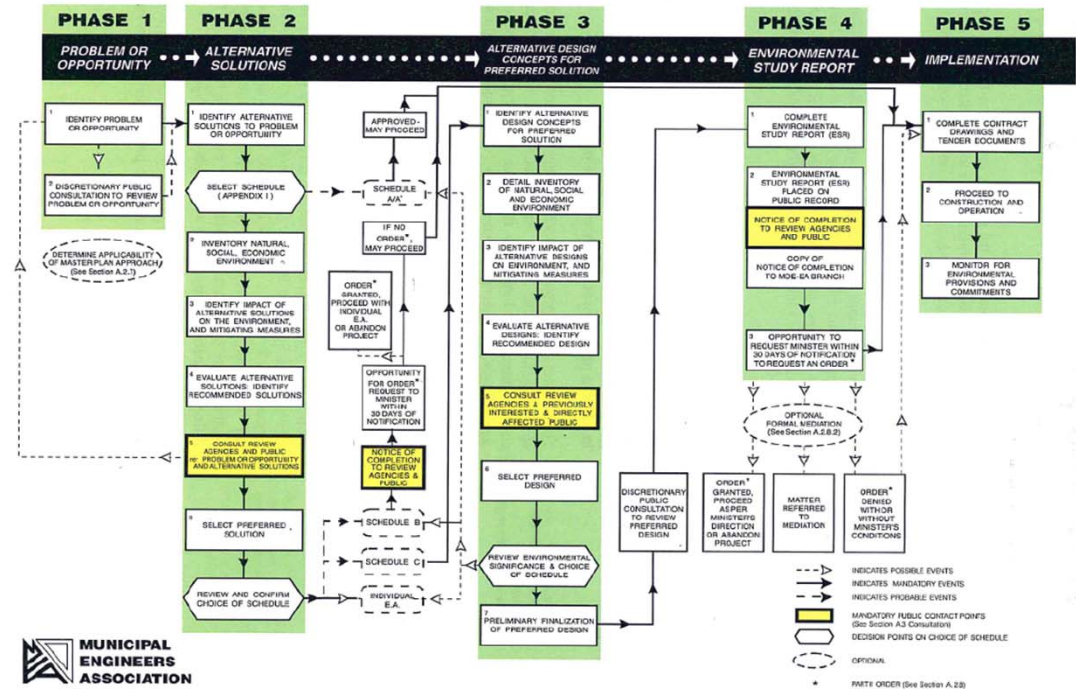 PHASE 1
PROBLEM OR
OPPORTUNITY
1
IDENTIFY PROBLEM
OR OPPORTUNITY
2
DISCRETIONARY PUBLIC
CONSULTATION TO REVIEW
PROBLEM OR OPPORTUNITY
DETERMINE APPLICABILITY
OF MASTER PLAN APPROACH
(See Section A.2.7)
PHASE 2
ALTERNATIVE
SOLUTIONS
1
IDENTIFY ALTERNATIVE
SOLUTIONS TO PROBLEM
OR OPPORTUNITY
SELECT SCHEDULE
(APPENDIX I)
2
INVENTORY NATURAL,
SOCIAL, ECONOMIC
ENVIRONMENT
3
IDENTIFY IMPACT OF
ALTERNATIVE SOLUTIONS
ON THE ENVIRONMENT,
AND MITIGATING MEASURES
4
EVALUATE ALTERNATIVE
SOLUTIONS: IDENTIFY
RECOMMENDED SOLUTIONS
5
CONSULT REVIEW
AGENCIES AND PUBLIC
re: PROBLEM OR OPPORTUNITY
AND ALTERNATIVE SOLUTIONS
6
SELECT PREFERRED
SOLUTION
REVIEW AND CONFIRM
CHOICE OF SCHEDULE
APPROVED-
MAY PROCEED
SCHEDULE
A/A+
IF NO
ORDER*,
MAY PROCEED
ORDER*
GRANTED,
PROCEED WITH
INDIVIDUAL
E.A.
OR ABANDON
PROJECT
OPPORTUNITY
FOR ORDER*
REQUEST TO
MINISTER
WITHIN
30 DAYS OF
NOTIFICATION
NOTICE OF
COMPLETION
TO REVIEW
AGENCIES &
PUBLIC
SCHEDULE B
SCHEDULE C
INDIVIDUAL
E.A.
PHASE 3
ALTERNATIVE DESIGN
CONCEPTS FOR
PREFERRED SOLUTION
1
IDENTIFY ALTERNATIVE
DESIGN CONCEPTS
FOR PREFERRED
SOLUTION
2
DETAIL INVENTORY
OF NATURAL, SOCIAL
AND ECONOMIC
ENVIRONMENT
3
IDENTIFY IMPACT OF
ALTERNATIVE DESIGNS
ON ENVIRONMENT, AND
MITIGATING MEASURES
4
EVALUATE ALTERNATIVE
DESIGNS: IDENTIFY
RECOMMENDED DESIGN
5
CONSULT REVIEW
AGENCIES & PREVIOUSLY
INTERESTED & DIRECTLY
AFFECTED PUBLIC
6
SELECT PREFERRED
DESIGN
REVIEW ENVIRONMENTAL
SIGNIFICANCE & CHOICE
OF SCHEDULE
7
PRELIMINARY FINALIZATION
OF PREFERRED DESIGN
DISCRETIONARY
PUBLIC
CONSULTATION
TO REVIEW
PREFERRED
DESIGN
PHASE 4
ENVIRONMENTAL
STUDY REPORT
1
COMPLETE
ENVIRONMENTAL
STUDY REPORT (ESR)
2
ENVIRONMENTAL
STUDY REPORT (ESR)
PLACED ON
PUBLIC RECORD
NOTICE OF COMPLETION
TO REVIEW AGENCIES
AND PUBLIC
COPY OF
NOTICE OF COMPLETION
TO MOE-EA BRANCH
3
OPPORTUNITY TO
REQUEST MINISTER WITHIN
30 DAYS OF NOTIFICATION
TO REQUEST AN ORDER*
OPTIONAL
FORMAL MEDIATION
(See Section A.2.8.2)
ORDER*
GRANTED,
PROCEED AS PER
MINISTER'S
DIRECTION
OR ABANDON
PROJECT
MATTER
REFERRED
TO
MEDIATION
ORDER*
DENIED
WITH OR
WITHOUT
MINISTER'S
CONDITIONS
PHASE 5
IMPLEMENTATION
1
COMPLETE CONTRACT
DRAWINGS AND
TENDER DOCUMENTS
2
PROCEED TO
CONSTRUCTION AND
OPERATION
3
MONITOR FOR
ENVIRONMENTAL
PROVISIONS AND
COMMITMENTS
INDICATES POSSIBLE EVENTS
INDICATES MANDATORY EVENTS
INDICATES PROBABLE EVENTS
MANDATORY PUBLIC CONTACT POINTS
(See Section A.3 Consultation)
DECISION POINTS ON CHOICE OF SCHEDULE
OPTIONAL
* PART II ORDER (See Section A.2.8)
MUNICIPAL
ENGINEERS
ASSOCIATION